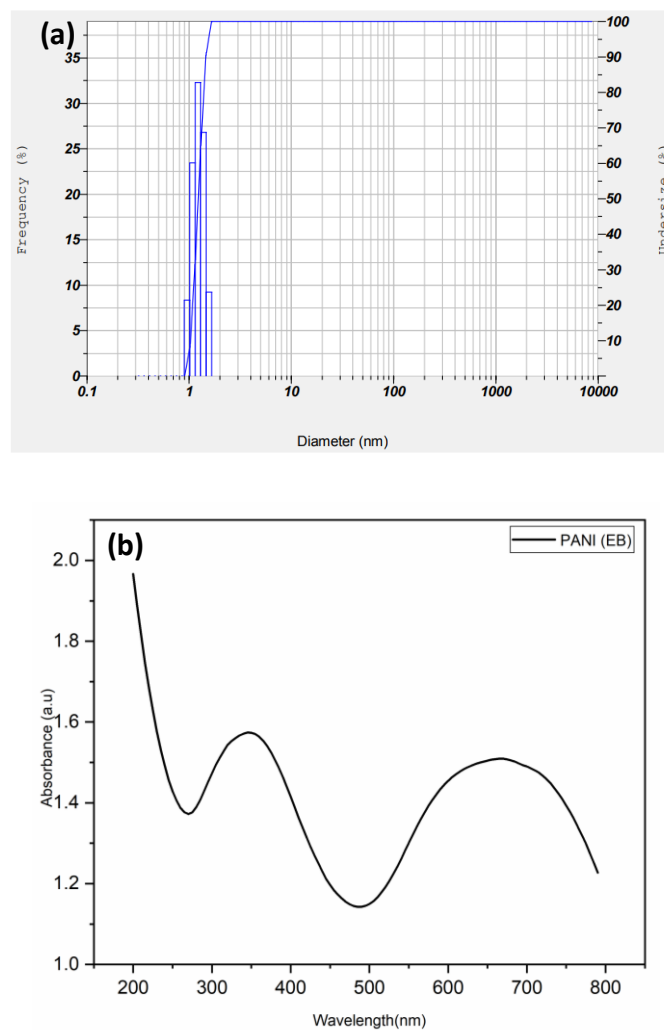 (a)
Frequency (%)
35
30
25
20
15
10
5
0
100
90
80
70
60
50
40
30
20
10
Undersize (%)
0.1 1 10 100 1000 10000
Diameter (nm)
(b)
PANI (EB)
Absorbance (a.u)
2.0
1.8
1.6
1.4
1.2
1.0
200 300 400 500 600 700 800
Wavelength(nm)